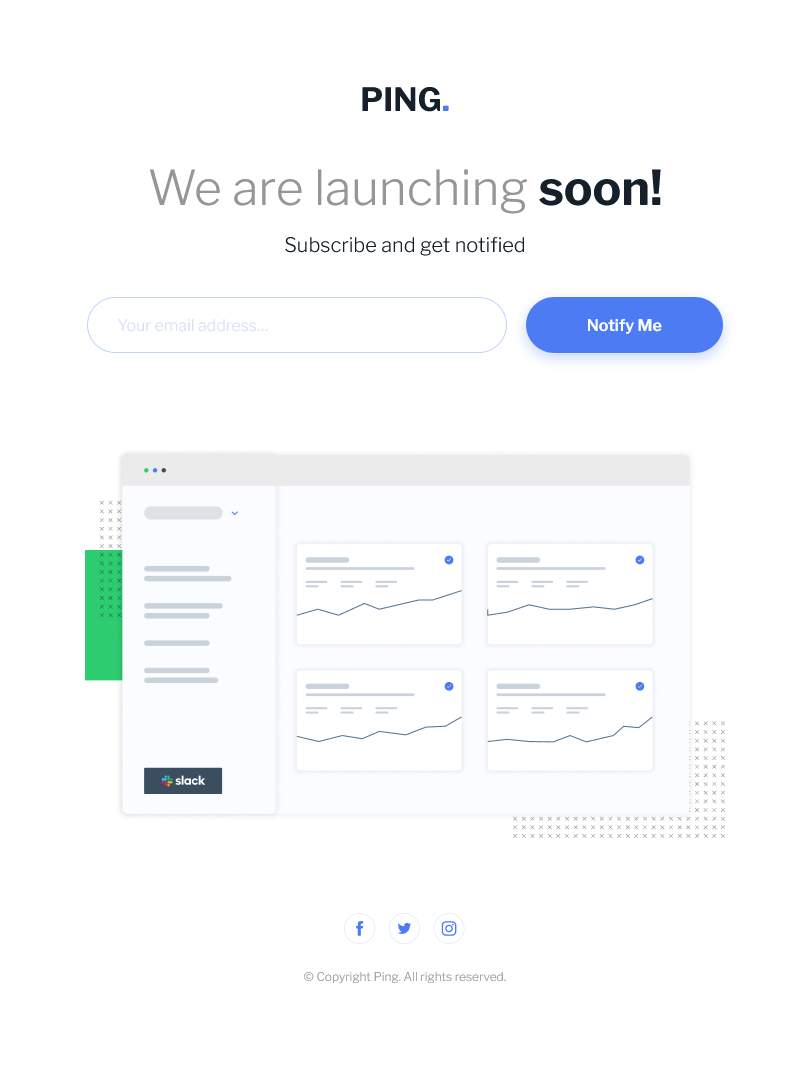 PING.
We are launching soon!
Subscribe and get notified
Your email address...
Notify Me
slack
© Copyright Ping. All rights reserved.